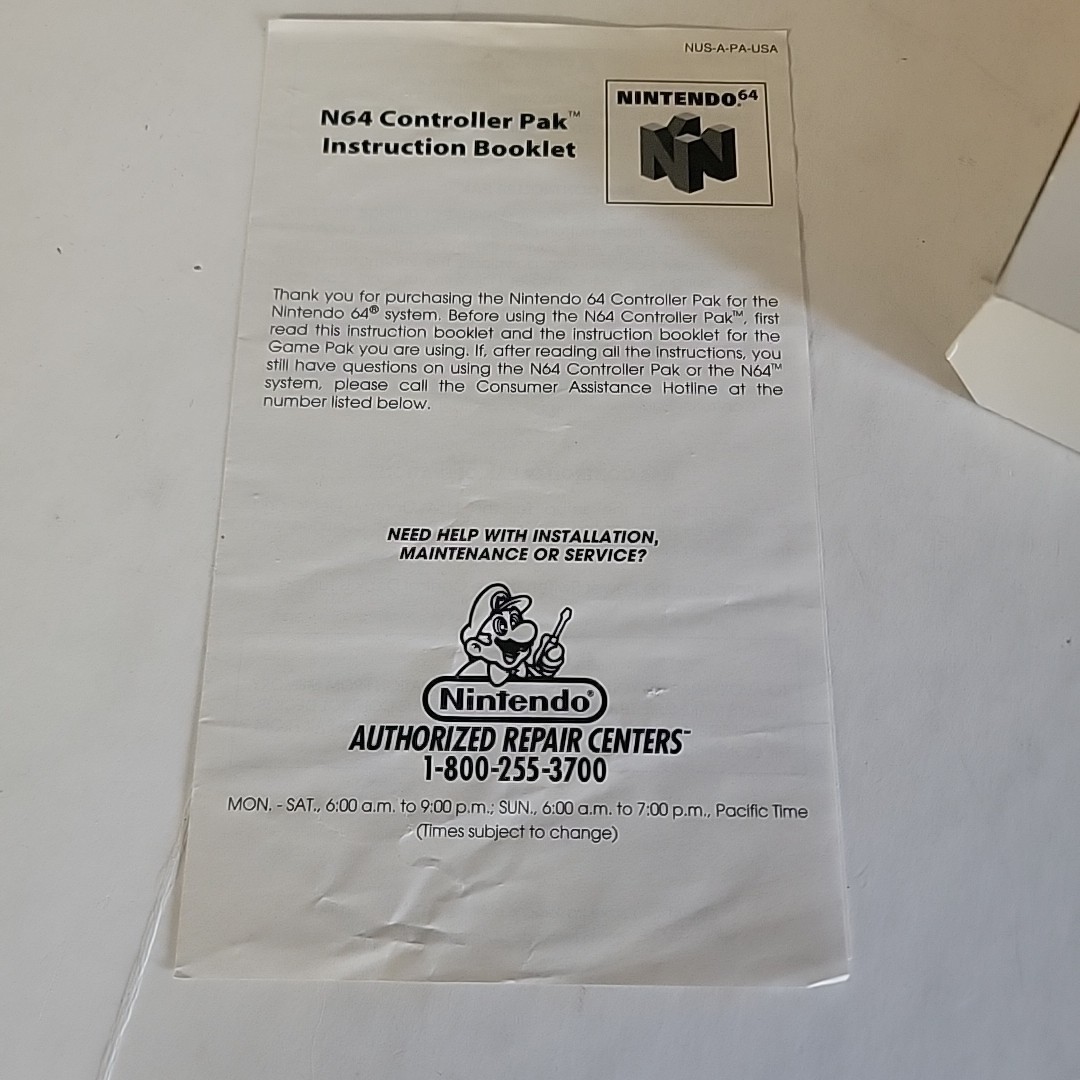 NUS-A-PA-USA
N64 Controller Pak™
Instruction Booklet
NINTENDO64
Thank you for purchasing the Nintendo 64 Controller Pak for the
Nintendo 64® system. Before using the N64 Controller Pak™, first
read this instruction booklet and the instruction booklet for the
Game Pak you are using. If, after reading all the instructions, you
still have questions on using the N64 Controller Pak or the N64™
system, please call the Consumer Assistance Hotline at the
number listed below.
NEED HELP WITH INSTALLATION,
MAINTENANCE OR SERVICE?
Nintendo®
AUTHORIZED REPAIR CENTERS℠
1-800-255-3700
MON. - SAT., 6:00 a.m. to 9:00 p.m.; SUN., 6:00 a.m. to 7:00 p.m., Pacific Time
(Times subject to change)